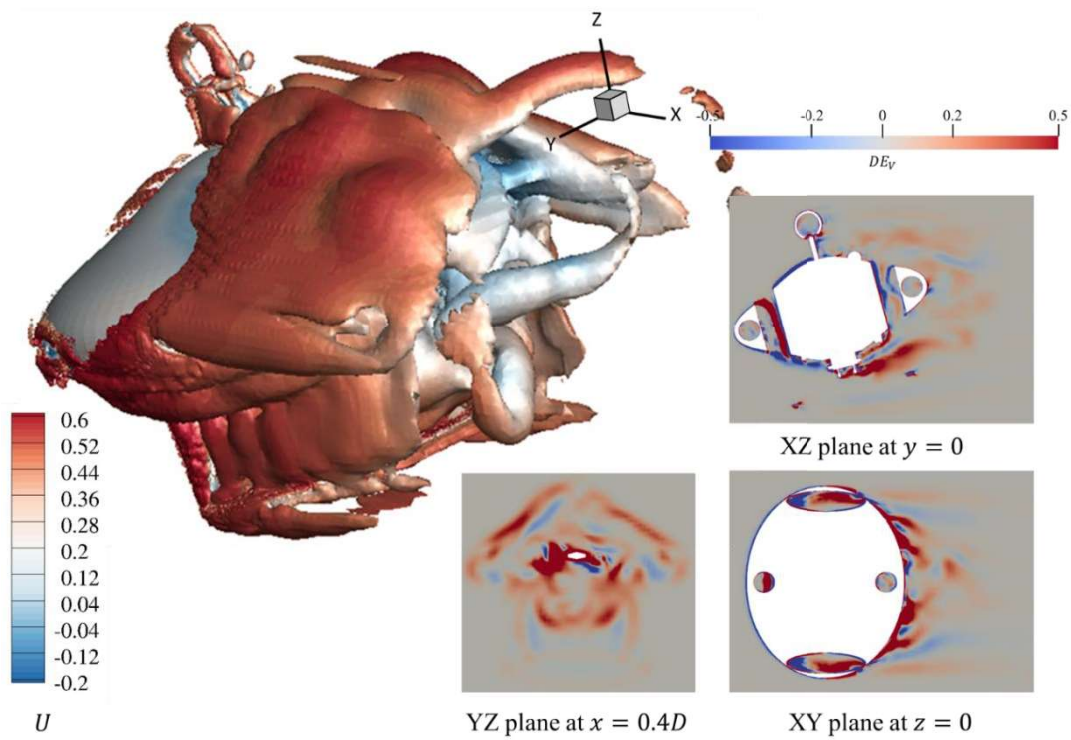 Z
X
Y
-0.5 -0.2 0 0.2 0.5
DE_V
XZ plane at y = 0
0.6
0.52
0.44
0.36
0.28
0.2
0.12
0.04
-0.04
-0.12
-0.2
U
YZ plane at x = 0.4D
XY plane at z = 0